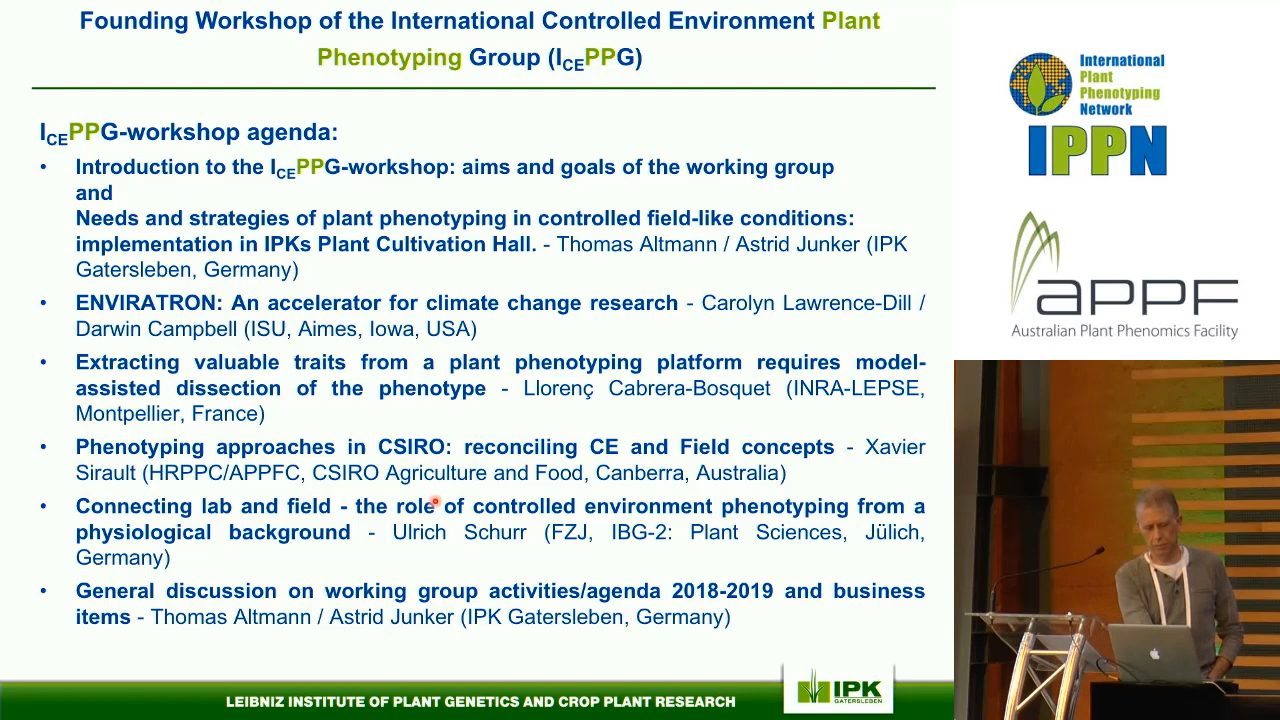 Founding Workshop of the International Controlled Environment Plant
Phenotyping Group (ICEPPG)
ICEPPG-workshop agenda:
• Introduction to the ICEPPG-workshop: aims and goals of the working group
and
Needs and strategies of plant phenotyping in controlled field-like conditions:
implementation in IPKs Plant Cultivation Hall. - Thomas Altmann / Astrid Junker (IPK
Gatersleben, Germany)
• ENVIRATRON: An accelerator for climate change research - Carolyn Lawrence-Dill /
Darwin Campbell (ISU, Aimes, Iowa, USA)
• Extracting valuable traits from a plant phenotyping platform requires model-
assisted dissection of the phenotype - Llorenç Cabrera-Bosquet (INRA-LEPSE,
Montpellier, France)
• Phenotyping approaches in CSIRO: reconciling CE and Field concepts - Xavier
Sirault (HRPPC/APPFC, CSIRO Agriculture and Food, Canberra, Australia)
• Connecting lab and field - the role of controlled environment phenotyping from a
physiological background - Ulrich Schurr (FZJ, IBG-2: Plant Sciences, Jülich,
Germany)
• General discussion on working group activities/agenda 2018-2019 and business
items - Thomas Altmann / Astrid Junker (IPK Gatersleben, Germany)
LEIBNIZ INSTITUTE OF PLANT GENETICS AND CROP PLANT RESEARCH
IPK
GATERSLEBEN
International
Plant
Phenotyping
Network
IPPN
aPPF
Australian Plant Phenomics Facility